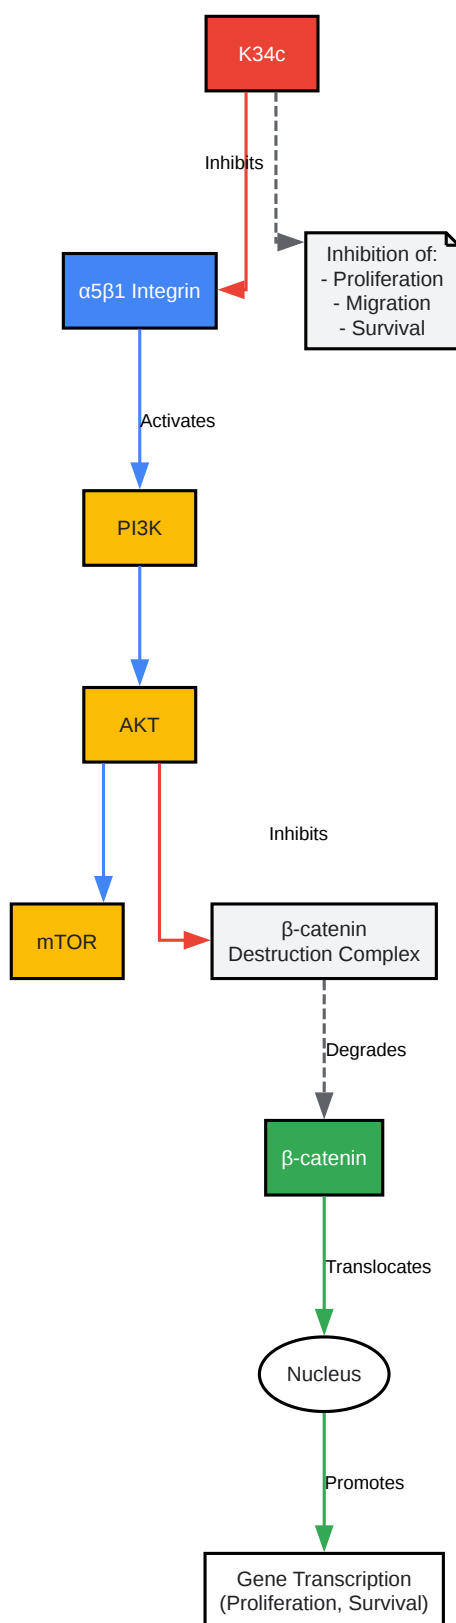 K34c
Inhibits
Inhibition of:
- Proliferation
- Migration
- Survival
α5β1 Integrin
Activates
PI3K
AKT
Inhibits
mTOR
β-catenin
Destruction Complex
Degrades
β-catenin
Translocates
Nucleus
Promotes
Gene Transcription
(Proliferation, Survival)